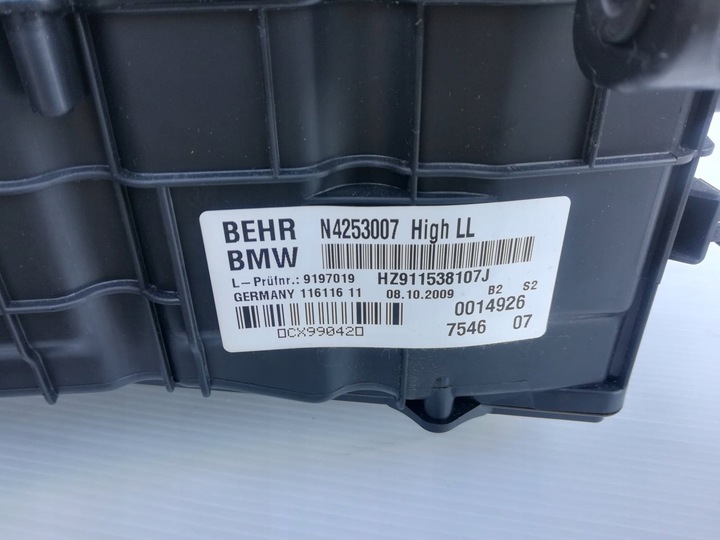 BEHR N4253007 High LL
BMW
L-Prüfnr.: 9197019 HZ911538107J B2 S2
GERMANY 116116 11 08.10.2009 0014926
0CX990420 7546 07